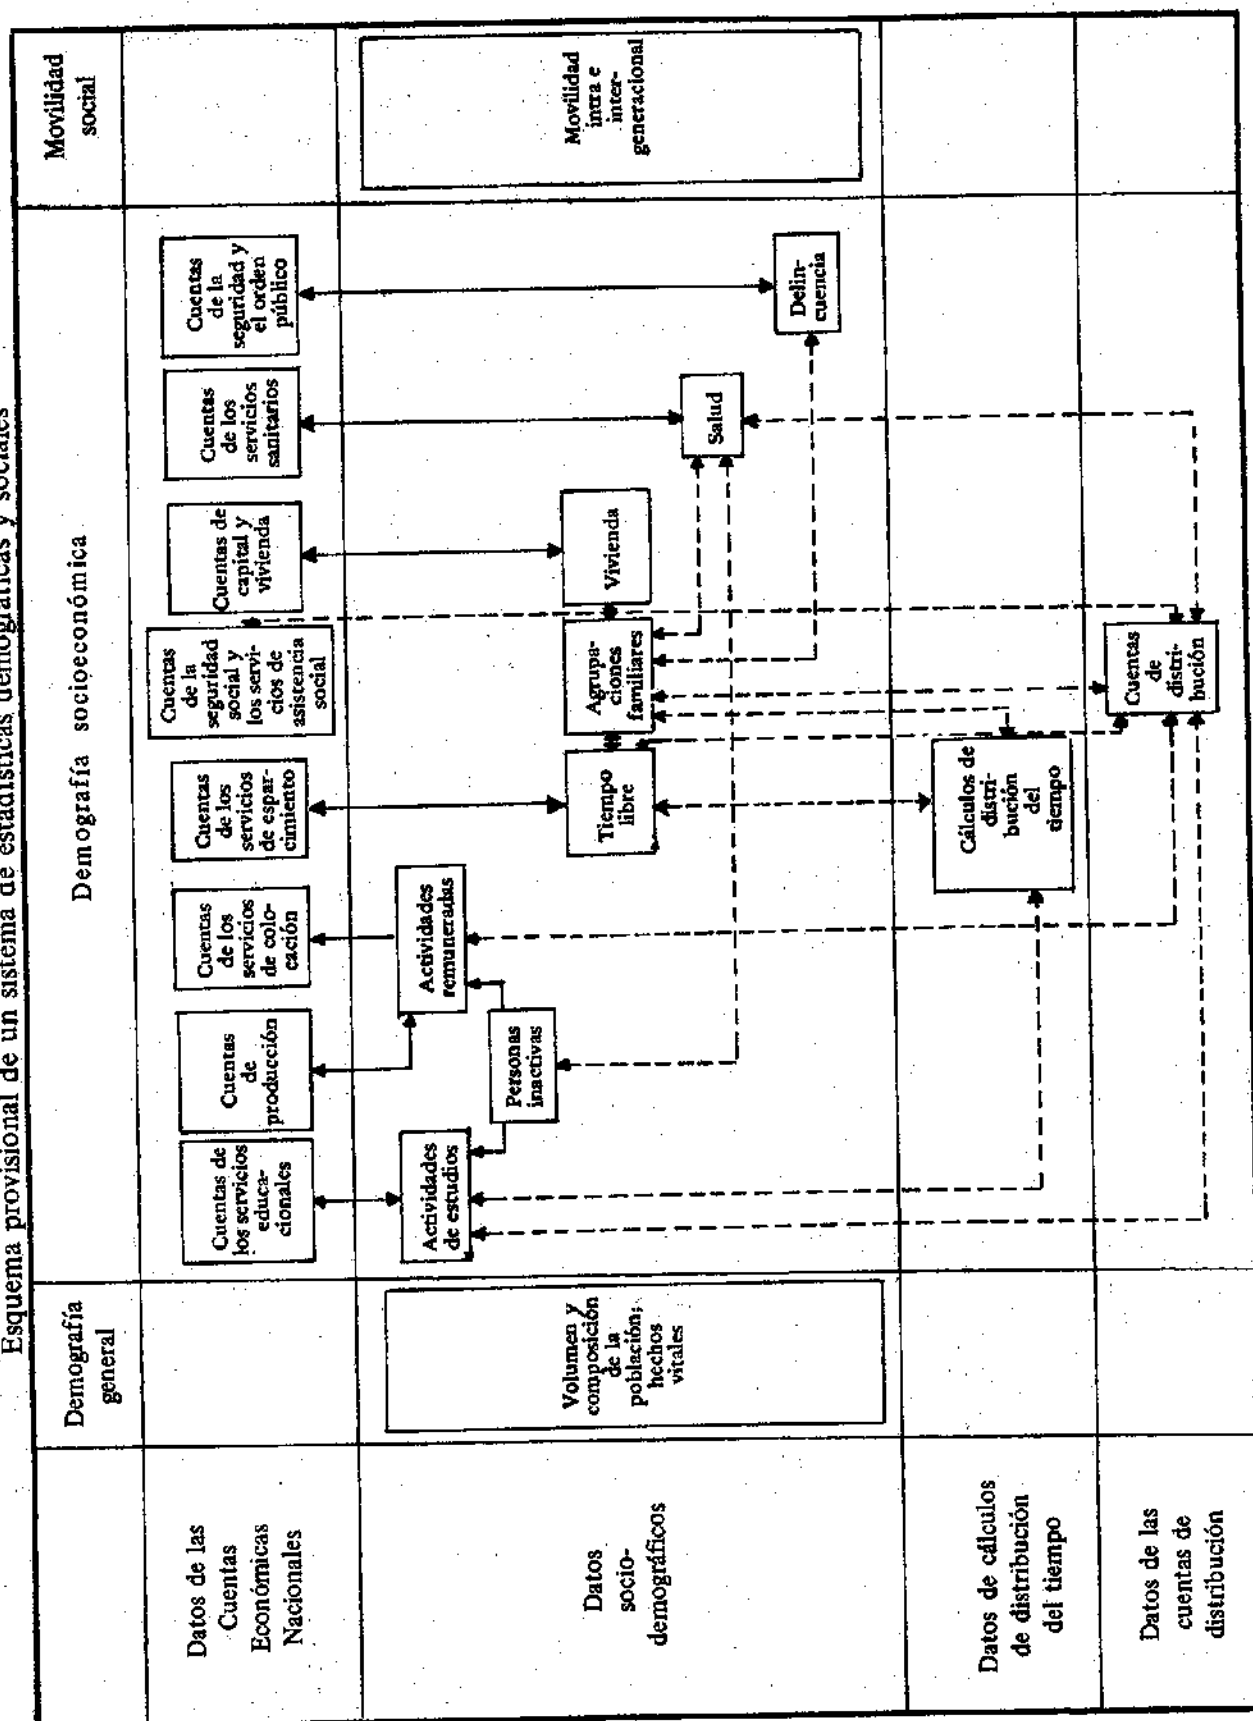 Esquema provisional de un sistema de estadísticas demográficas y sociales
Demografía
general
Demografía socioeconómica
Movilidad
social
Datos de las
Cuentas
Económicas
Nacionales
Cuentas de
los servicios
educa-
cionales
Cuentas
de
producción
Cuentas
de los
servicios
de colo-
cación
Cuentas
de los
servicios
de espar-
cimiento
Cuentas
de la
seguridad
social y
los servi-
cios de
asistencia
social
Cuentas de
capital y
vivienda
Cuentas
de los
servicios
sanitarios
Cuentas
de la
seguridad y
el orden
público
Datos
socio-
demográficos
Volumen y
composición
de la
población;
hechos
vitales
Actividades
de estudios
Personas
inactivas
Actividades
remuneradas
Tiempo
libre
Agrupa-
ciones
familiares
Vivienda
Salud
Delin-
cuencia
Movilidad
intra e
inter-
generacional
Datos de cálculos
de distribución
del tiempo
Cálculos de
distri-
bución
del
tiempo
Datos de las
cuentas de
distribución
Cuentas
de
distri-
bución